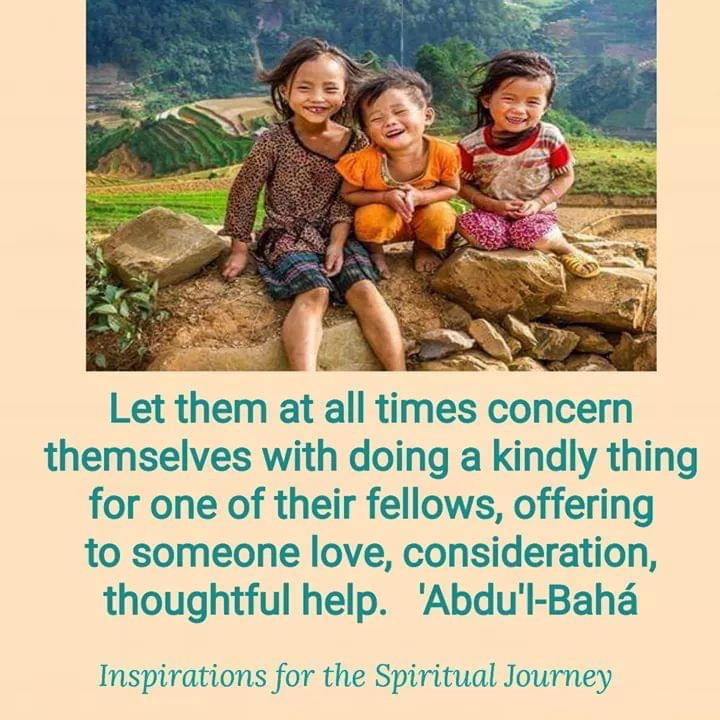 Let them at all times concern
themselves with doing a kindly thing
for one of their fellows, offering
to someone love, consideration,
thoughtful help.   'Abdu'l-Bahá
Inspirations for the Spiritual Journey